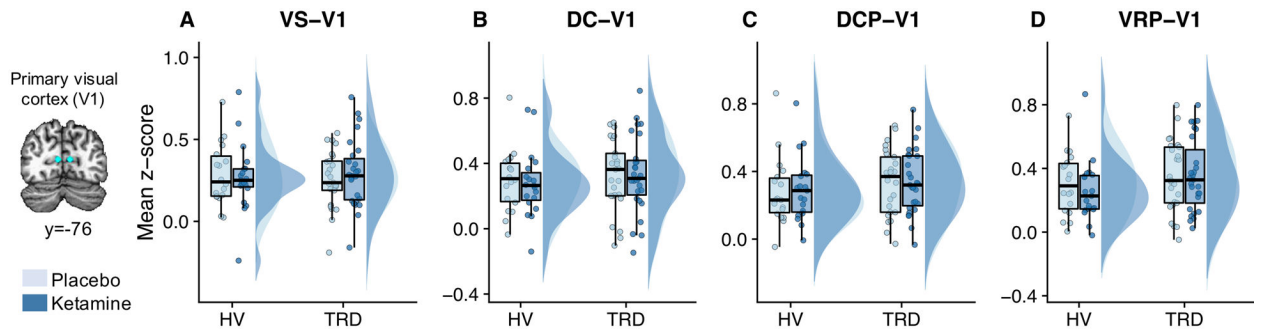 A VS–V1
B DC–V1
C DCP–V1
D VRP–V1
Primary visual
cortex (V1)
y=-76
Placebo
Ketamine
Mean z–score
1.0
0.5
0.0
HV TRD
0.8
0.4
0.0
−0.4
HV TRD
0.8
0.4
0.0
HV TRD
0.8
0.4
0.0
−0.4
HV TRD